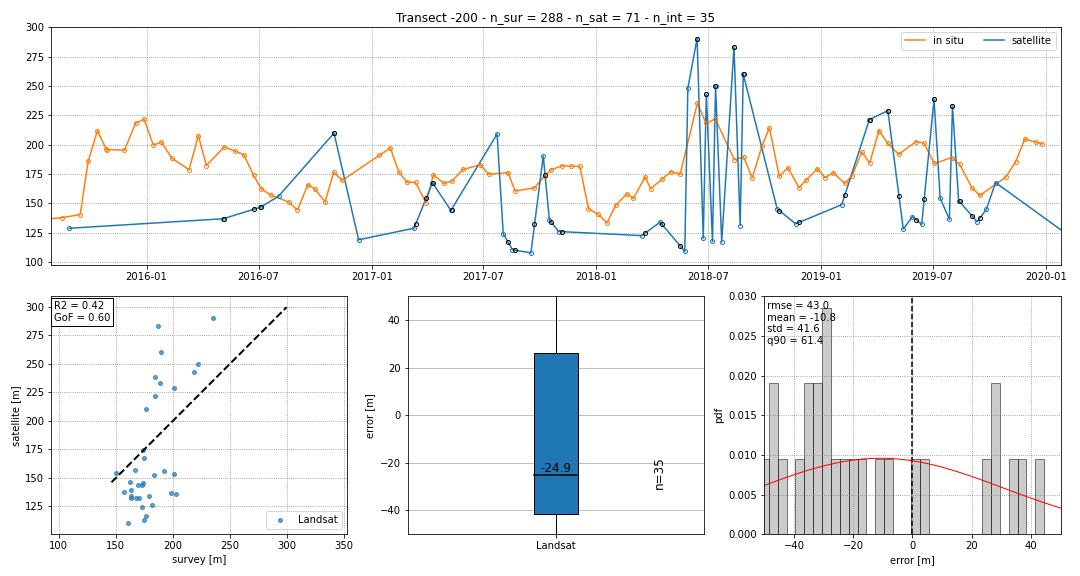 Transect -200 - n_sur = 288 - n_sat = 71 - n_int = 35
300
275
250
225
200
175
150
125
100
in situ
satellite
2016-01
2016-07
2017-01
2017-07
2018-01
2018-07
2019-01
2019-07
2020-01
R2 = 0.42
GoF = 0.60
300
275
250
225
200
175
150
125
satellite [m]
Landsat
100
150
200
250
300
350
survey [m]
40
20
0
−20
−40
error [m]
-24.9
n=35
Landsat
rmse = 43.0
mean = -10.8
std = 41.6
q90 = 61.4
0.030
0.025
0.020
0.015
0.010
0.005
0.000
pdf
−40
−20
0
20
40
error [m]